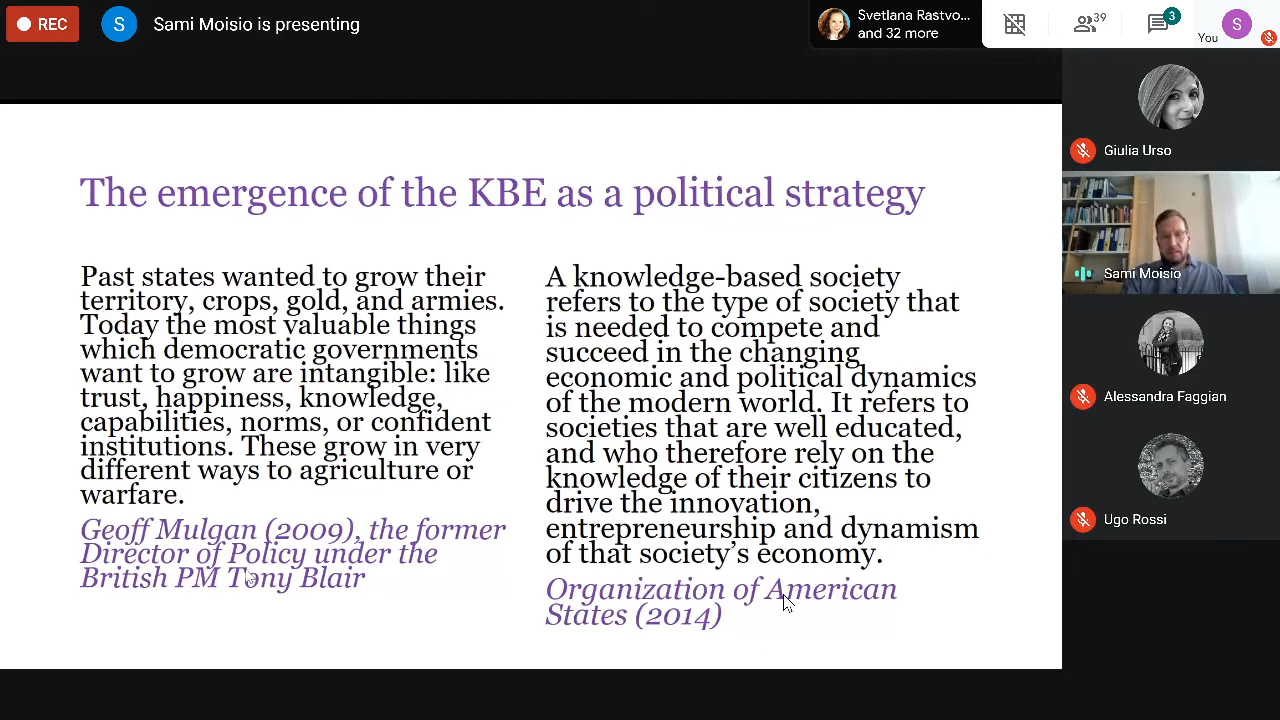 REC
S
Sami Moisio is presenting
Svetlana Rastvo...
and 32 more
39
3
You
S
The emergence of the KBE as a political strategy
Past states wanted to grow their
territory, crops, gold, and armies.
Today the most valuable things
which democratic governments
want to grow are intangible: like
trust, happiness, knowledge,
capabilities, norms, or confident
institutions. These grow in very
different ways to agriculture or
warfare.
Geoff Mulgan (2009), the former
Director of Policy under the
British PM Tony Blair
A knowledge-based society
refers to the type of society that
is needed to compete and
succeed in the changing
economic and political dynamics
of the modern world. It refers to
societies that are well educated,
and who therefore rely on the
knowledge of their citizens to
drive the innovation,
entrepreneurship and dynamism
of that society's economy.
Organization of American
States (2014)
Giulia Urso
Sami Moisio
Alessandra Faggian
Ugo Rossi